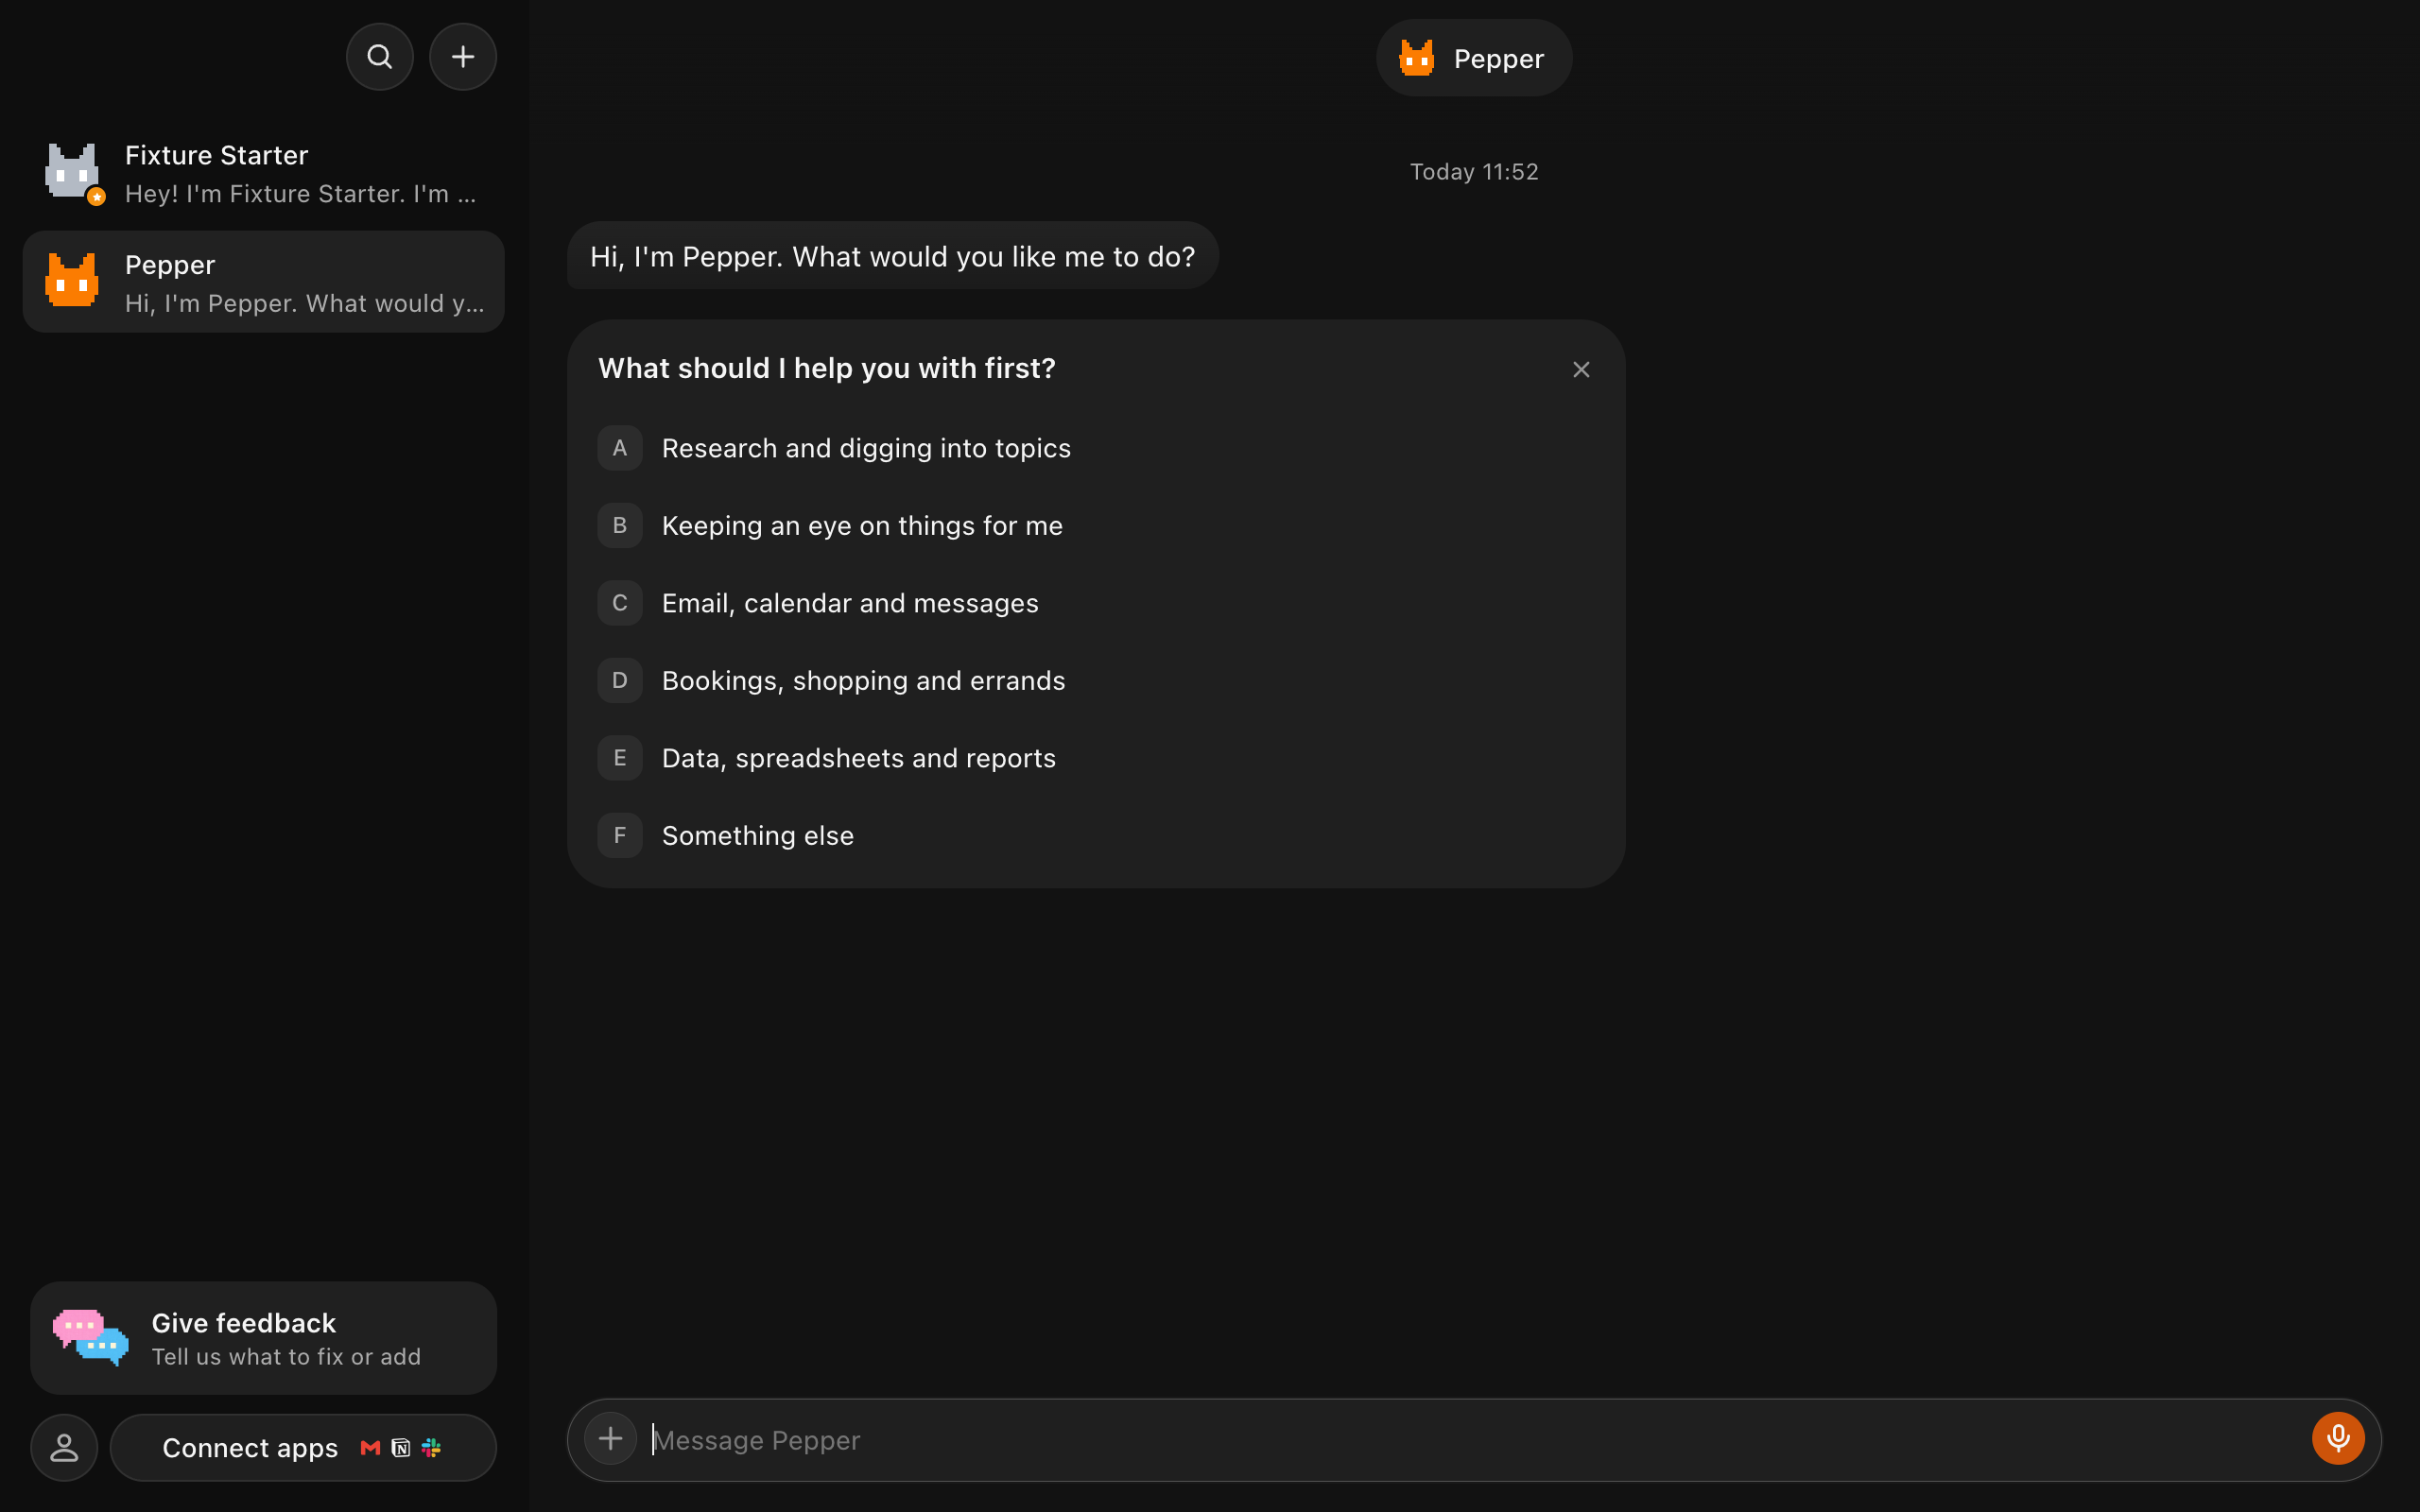 Fixture Starter
Hey! I'm Fixture Starter. I'm ...
Pepper
Hi, I'm Pepper. What would y...
Give feedback
Tell us what to fix or add
Connect apps
Pepper
Today 11:52
Hi, I'm Pepper. What would you like me to do?
What should I help you with first?
A Research and digging into topics
B Keeping an eye on things for me
C Email, calendar and messages
D Bookings, shopping and errands
E Data, spreadsheets and reports
F Something else
Message Pepper